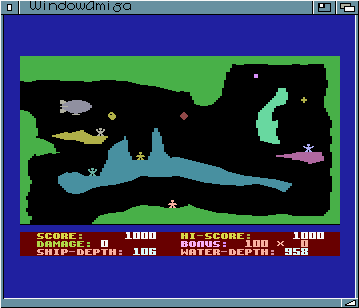 WindowAmiga
SCORE: 1000 HI-SCORE: 1000
DAMAGE: 0 BONUS: 100 × 0
SHIP-DEPTH: 106 WATER-DEPTH: 958